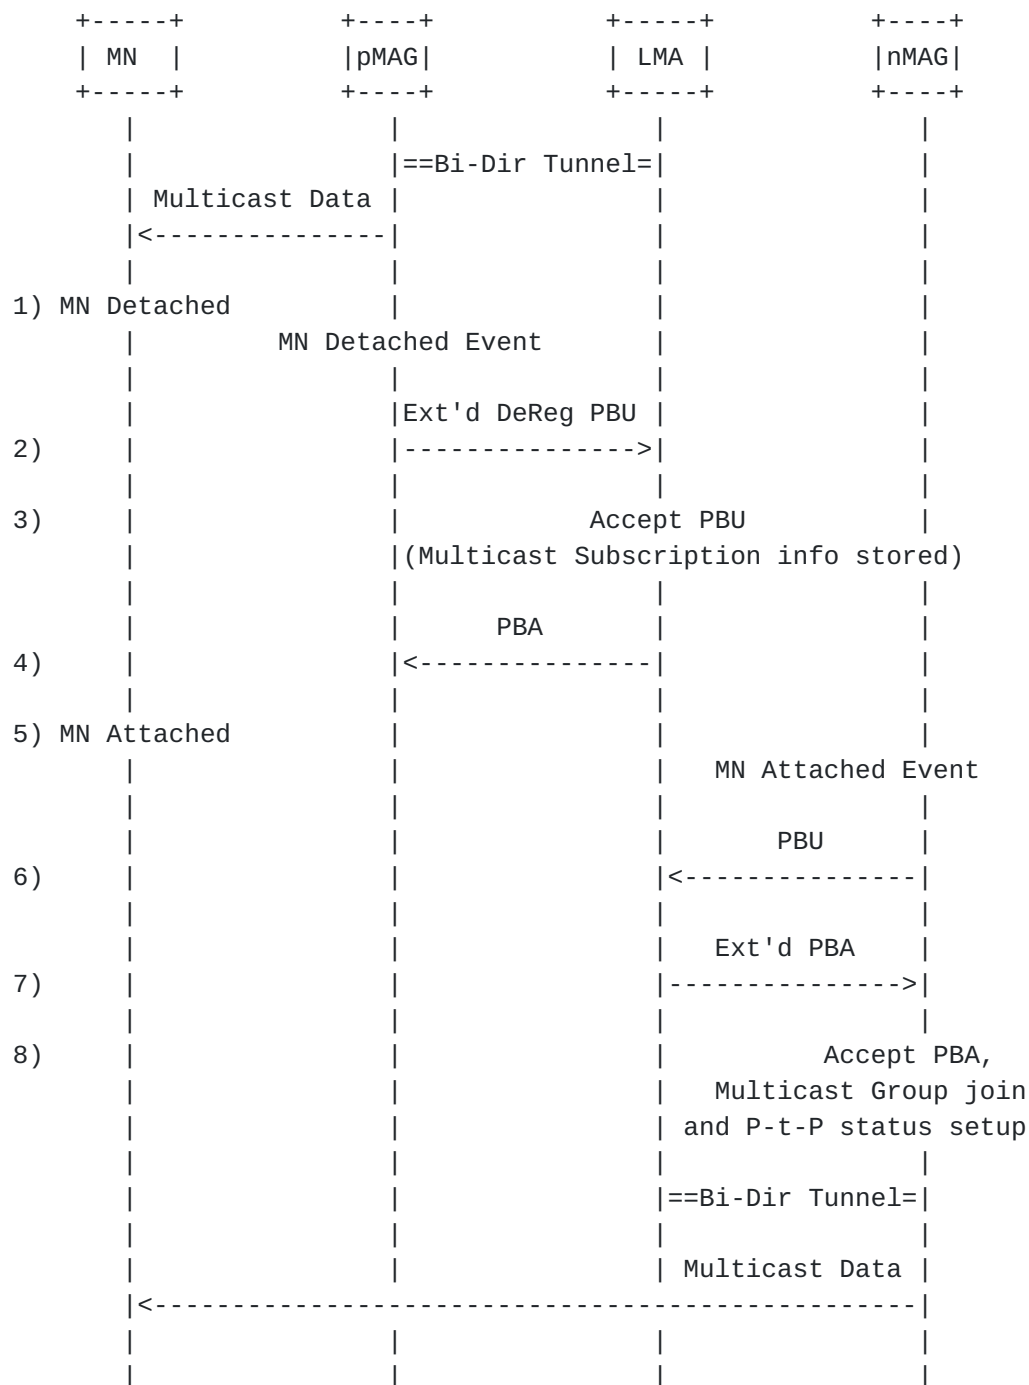 +-----+          +----+           +-----+          +----+
    | MN  |          |pMAG|           | LMA |          |nMAG|
    +-----+          +----+           +-----+          +----+
       |                |                |                |
       |                |==Bi-Dir Tunnel=|                |
       | Multicast Data |                |                |
       |<---------------|                |                |
       |                |                |                |
1) MN Detached          |                |                |
       |         MN Detached Event       |                |
       |                |                |                |
       |                |Ext'd DeReg PBU |                |
2)     |                |--------------->|                |
       |                |                |                |
3)     |                |            Accept PBU           |
       |                |(Multicast Subscription info stored)
       |                |                |                |
       |                |      PBA       |                |
4)     |                |<---------------|                |
       |                |                |                |
5) MN Attached          |                |                |
       |                |                |   MN Attached Event
       |                |                |                |
       |                |                |       PBU      |
6)     |                |                |<---------------|
       |                |                |                |
       |                |                |   Ext'd PBA    |
7)     |                |                |--------------->|
       |                |                |                |
8)     |                |                |          Accept PBA,
       |                |                |   Multicast Group join
       |                |                | and P-t-P status setup
       |                |                |                |
       |                |                |==Bi-Dir Tunnel=|
       |                |                |                |
       |                |                | Multicast Data |
       |<-------------------------------------------------|
       |                |                |                |
       |                |                |                |